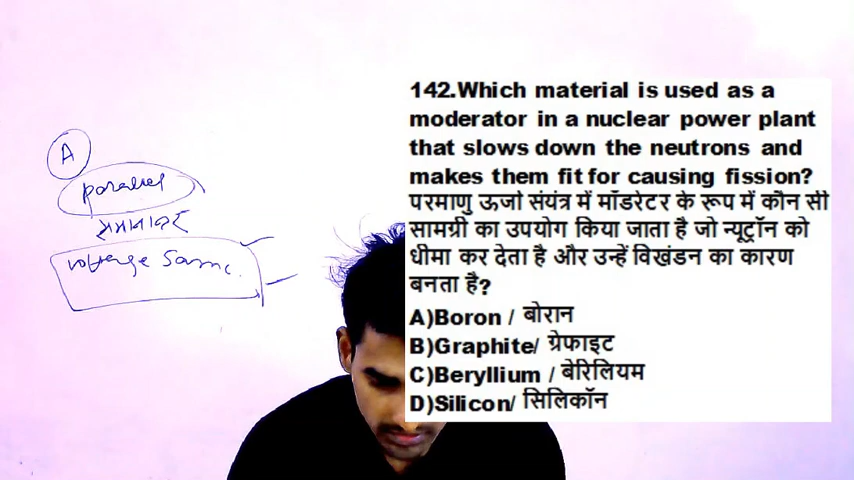 A
parallel
समानांतर
voltage same.
142.Which material is used as a
moderator in a nuclear power plant
that slows down the neutrons and
makes them fit for causing fission?
परमाणु ऊर्जा संयंत्र में मॉडरेटर के रूप में कौन सी
सामग्री का उपयोग किया जाता है जो न्यूट्रॉन को
धीमा कर देता है और उन्हें विखंडन का कारण
बनता है?
A)Boron / बोरान
B)Graphite/ ग्रेफाइट
C)Beryllium / बेरिलियम
D)Silicon/ सिलिकॉन